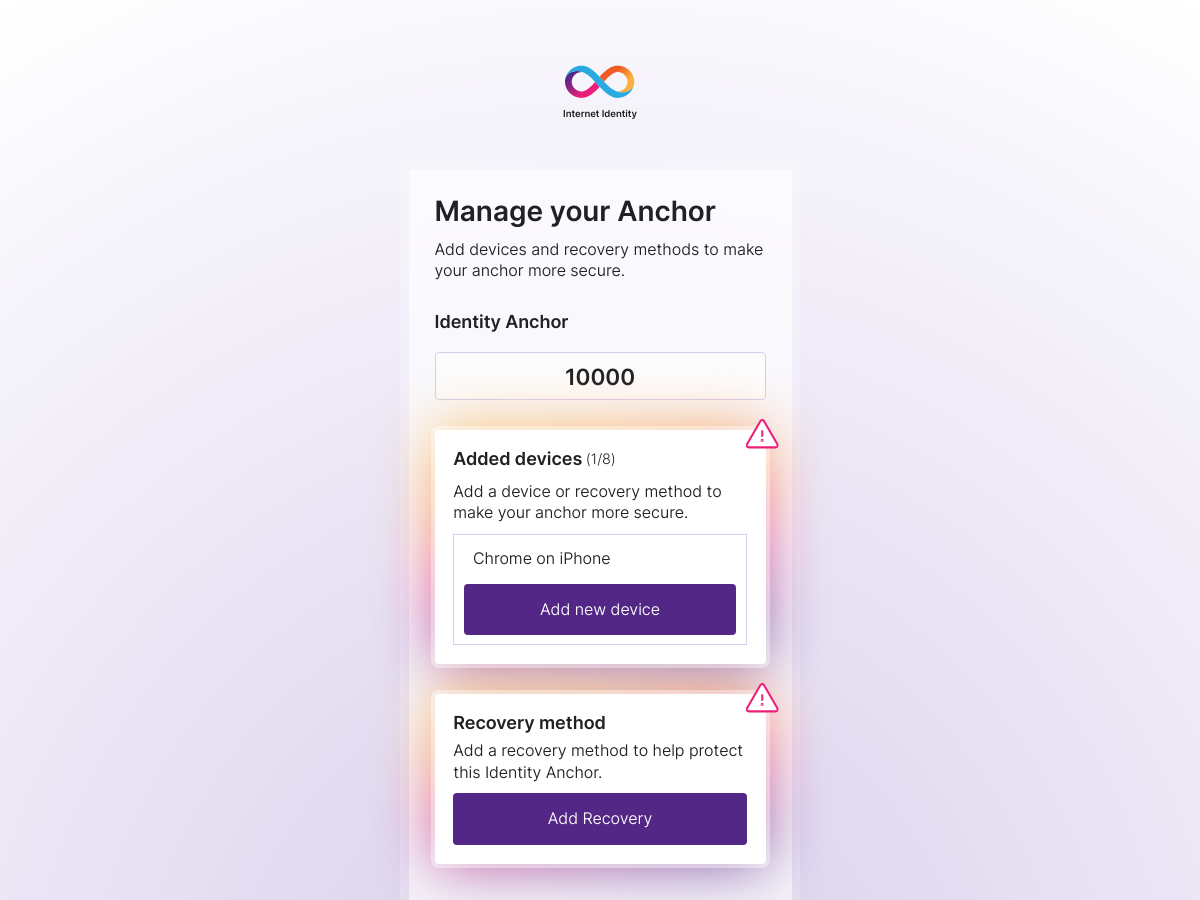 Internet Identity
Manage your Anchor
Add devices and recovery methods to make
your anchor more secure.
Identity Anchor
10000
Added devices (1/8)
Add a device or recovery method to
make your anchor more secure.
Chrome on iPhone
Add new device
Recovery method
Add a recovery method to help protect
this Identity Anchor.
Add Recovery